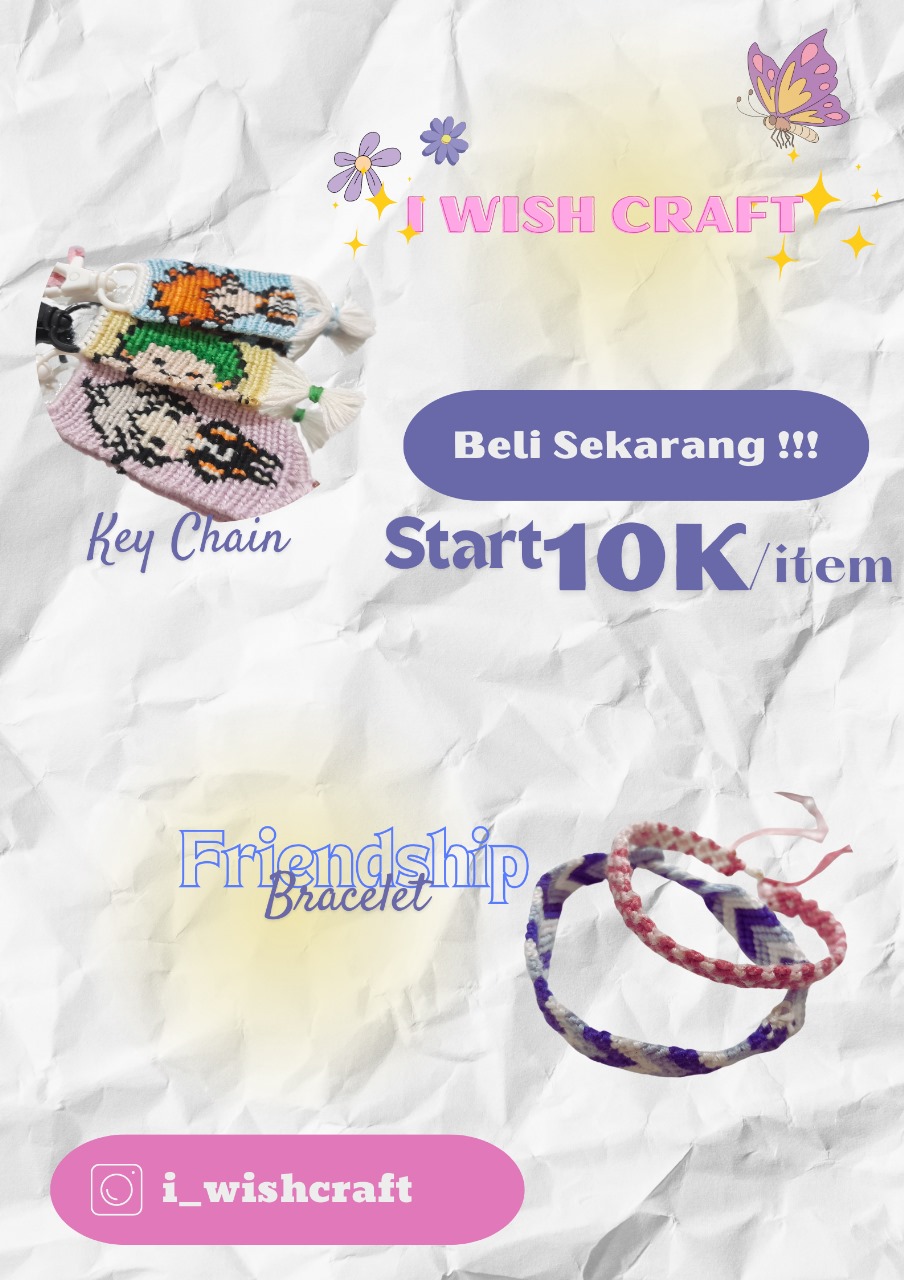 I WISH CRAFT
Beli Sekarang !!!
Key Chain
Start 10K/item
Friendship
Bracelet
i_wishcraft